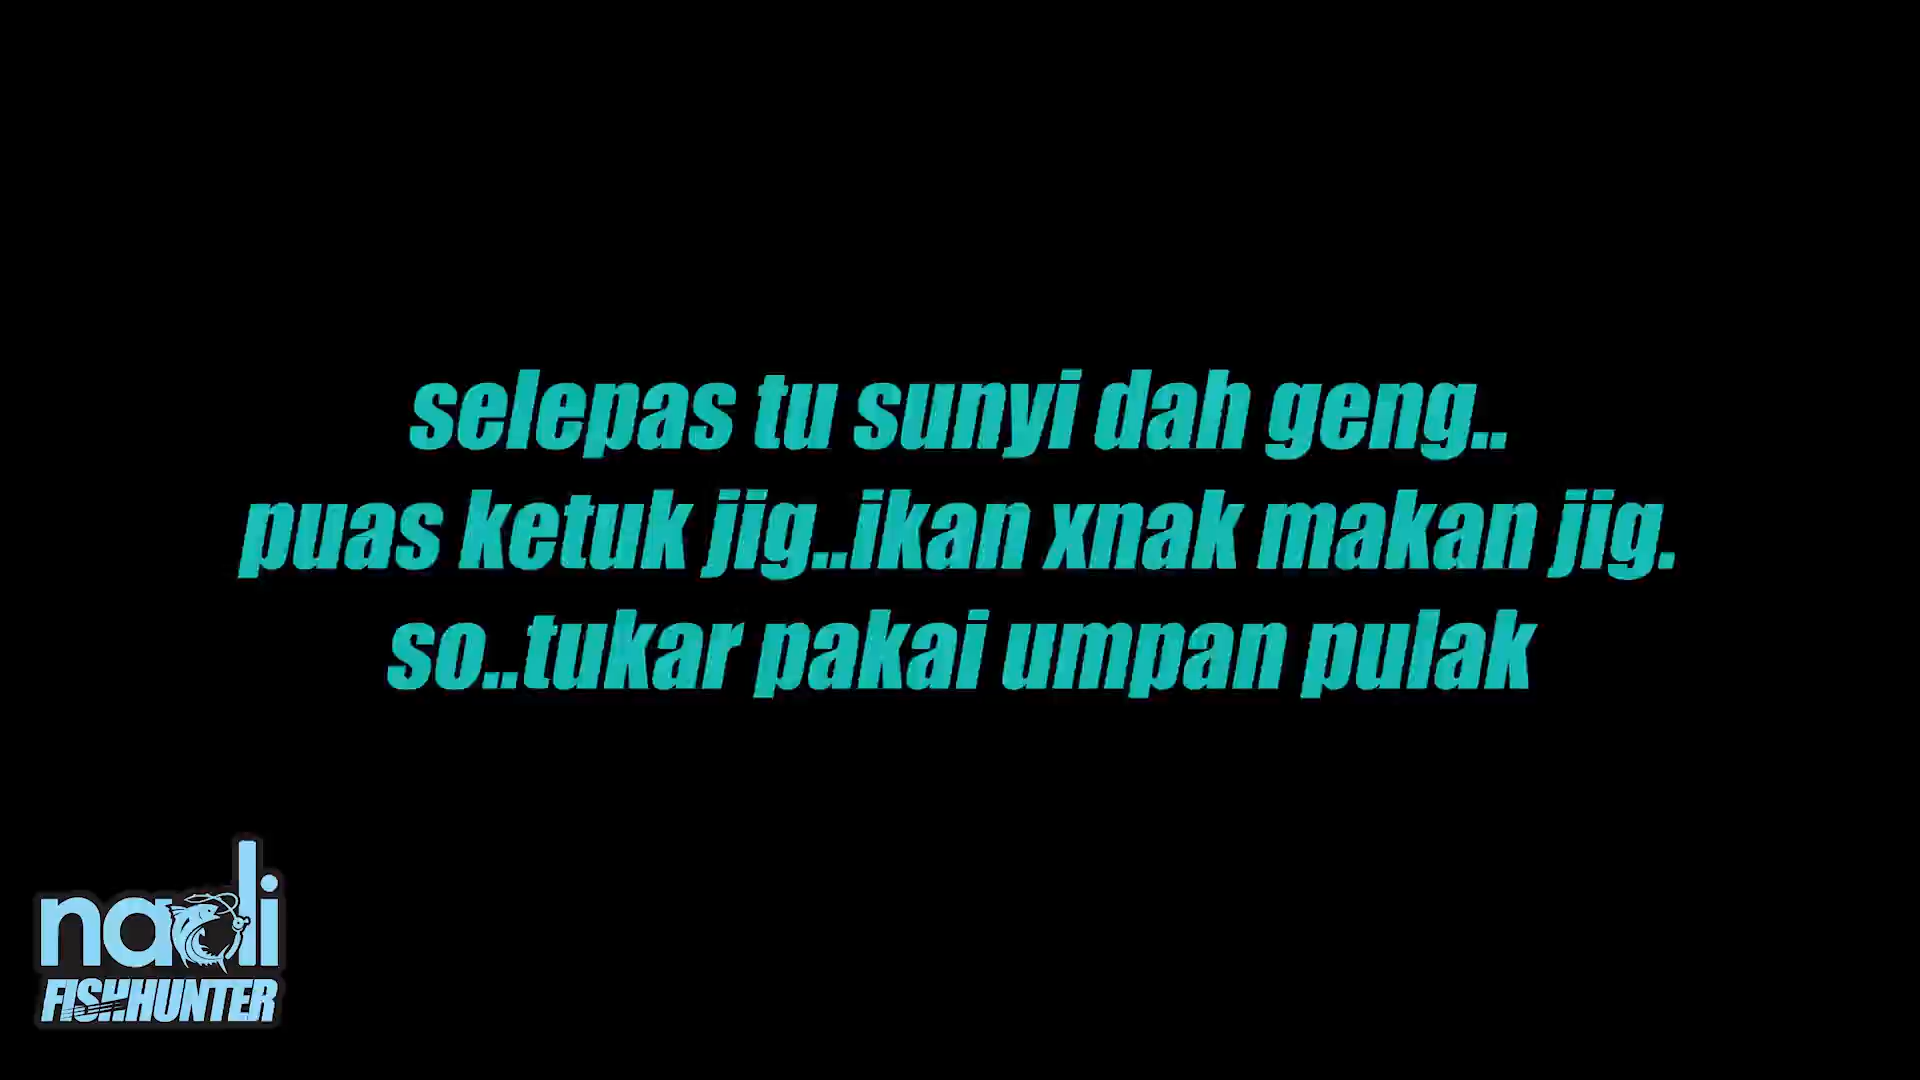 selepas tu sunyi dah geng..
puas ketuk jig..ikan xnak makan jig.
so..tukar pakai umpan pulak
nadi
FISHHUNTER